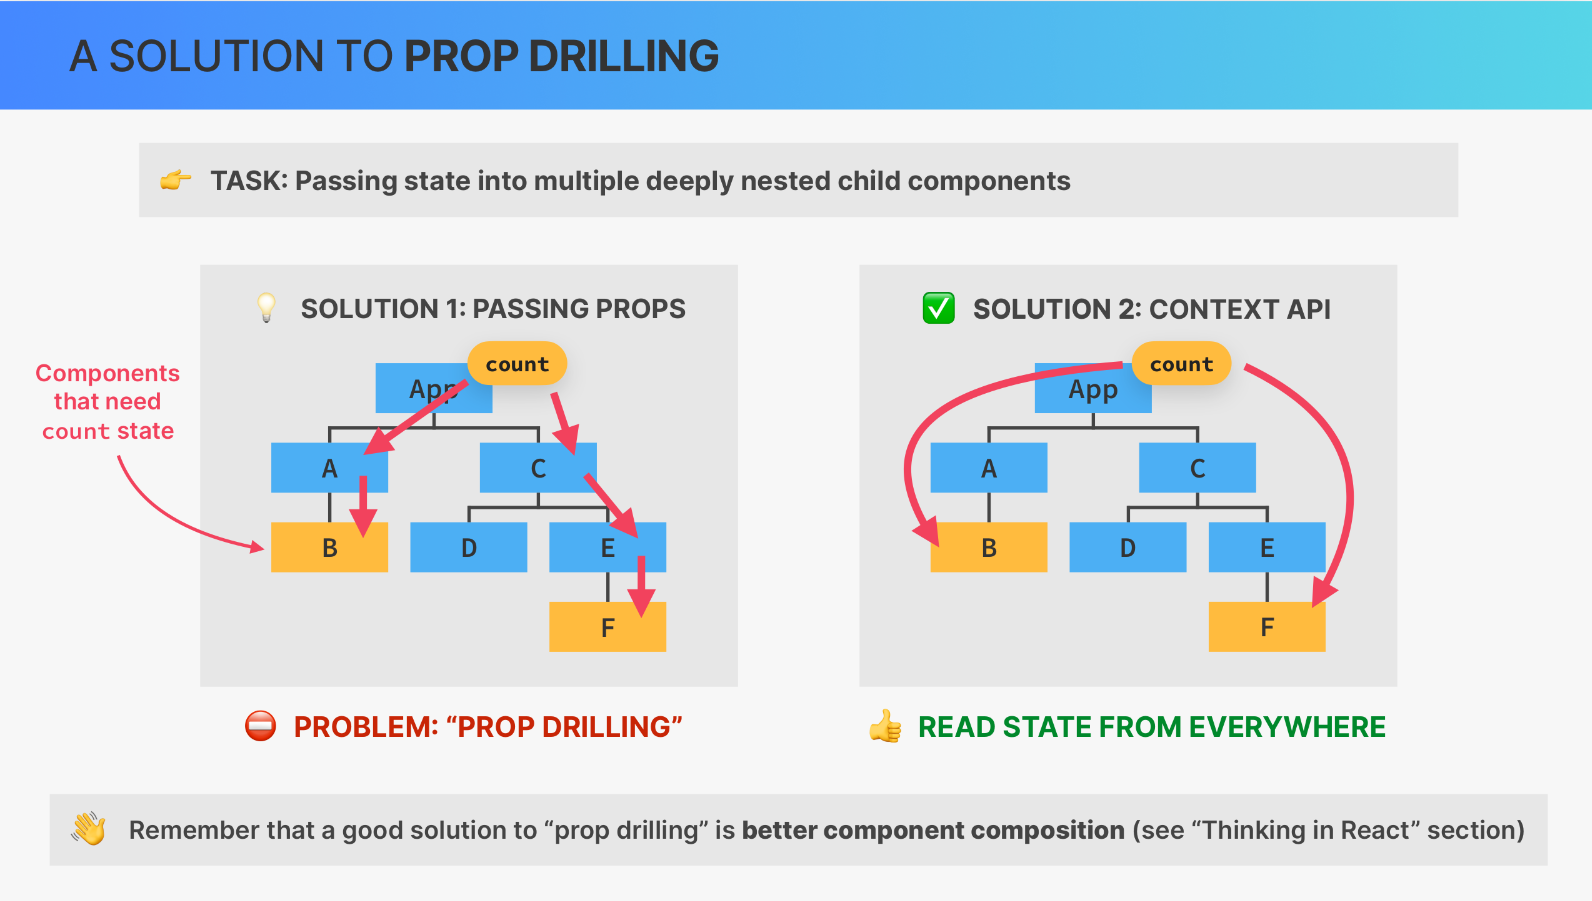 A SOLUTION TO PROP DRILLING
TASK: Passing state into multiple deeply nested child components
SOLUTION 1: PASSING PROPS
Components
that need
count state
count
App
A
C
B
D
E
F
PROBLEM: “PROP DRILLING”
SOLUTION 2: CONTEXT API
count
App
A
C
B
D
E
F
READ STATE FROM EVERYWHERE
Remember that a good solution to “prop drilling” is better component composition (see “Thinking in React” section)